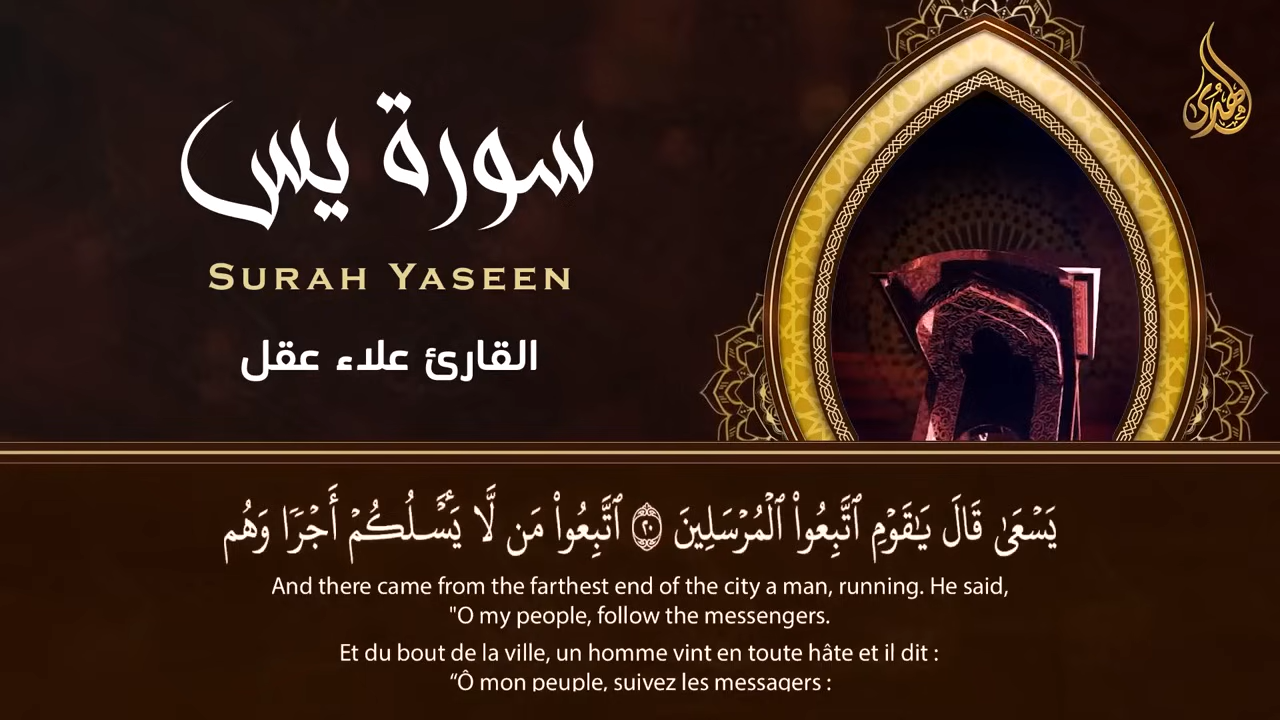 سورة يس
SURAH YASEEN
القارئ علاء عقل
الهدى
يَسْعَىٰ قَالَ يَـٰقَوْمِ ٱتَّبِعُوا۟ ٱلْمُرْسَلِينَ ٢٠ ٱتَّبِعُوا۟ مَن لَّا يَسْـَٔلُكُمْ أَجْرًا وَهُم
And there came from the farthest end of the city a man, running. He said,
"O my people, follow the messengers.
Et du bout de la ville, un homme vint en toute hâte et il dit :
“Ô mon peuple, suivez les messagers :